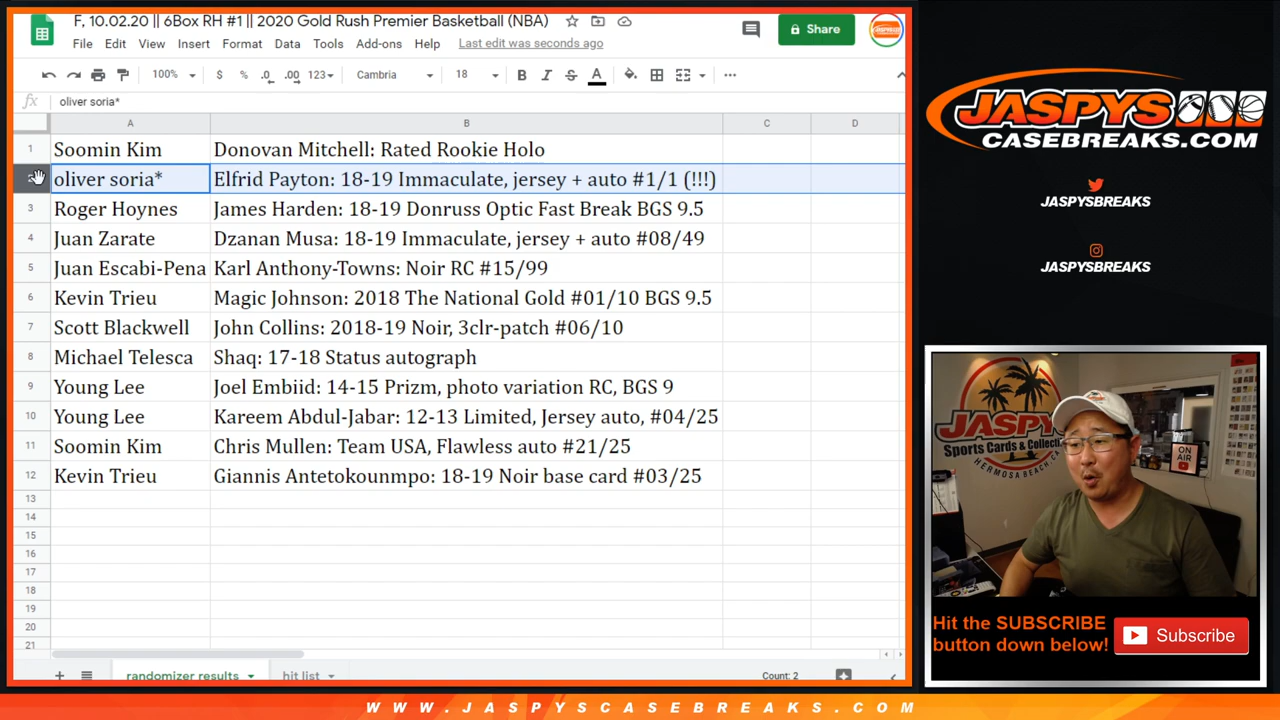 F, 10.02.20 || 6Box RH #1 || 2020 Gold Rush Premier Basketball (NBA)
File Edit View Insert Format Data Tools Add-ons Help Last edit was seconds ago
Share
100% $ % .0 .00 123 Cambria 18 B I S A
fx oliver soria*
A B C D
1 Soomin Kim Donovan Mitchell: Rated Rookie Holo
oliver soria* Elfrid Payton: 18-19 Immaculate, jersey + auto #1/1 (!!!)
3 Roger Hoynes James Harden: 18-19 Donruss Optic Fast Break BGS 9.5
4 Juan Zarate Dzanan Musa: 18-19 Immaculate, jersey + auto #08/49
5 Juan Escabi-Pena Karl Anthony-Towns: Noir RC #15/99
6 Kevin Trieu Magic Johnson: 2018 The National Gold #01/10 BGS 9.5
7 Scott Blackwell John Collins: 2018-19 Noir, 3clr-patch #06/10
8 Michael Telesca Shaq: 17-18 Status autograph
9 Young Lee Joel Embiid: 14-15 Prizm, photo variation RC, BGS 9
10 Young Lee Kareem Abdul-Jabar: 12-13 Limited, Jersey auto, #04/25
11 Soomin Kim Chris Mullen: Team USA, Flawless auto #21/25
12 Kevin Trieu Giannis Antetokounmpo: 18-19 Noir base card #03/25
13
14
15
16
17
18
19
20
21
randomizer results hit list Count: 2
JASPYS
CASEBREAKS.COM
JASPYSBREAKS
JASPYSBREAKS
JASPYS
Sports Cards & Collectibles
HERMOSA BEACH, CA
ON AIR
Hit the SUBSCRIBE
button down below!
Subscribe
WWW.JASPYSCASEBREAKS.COM